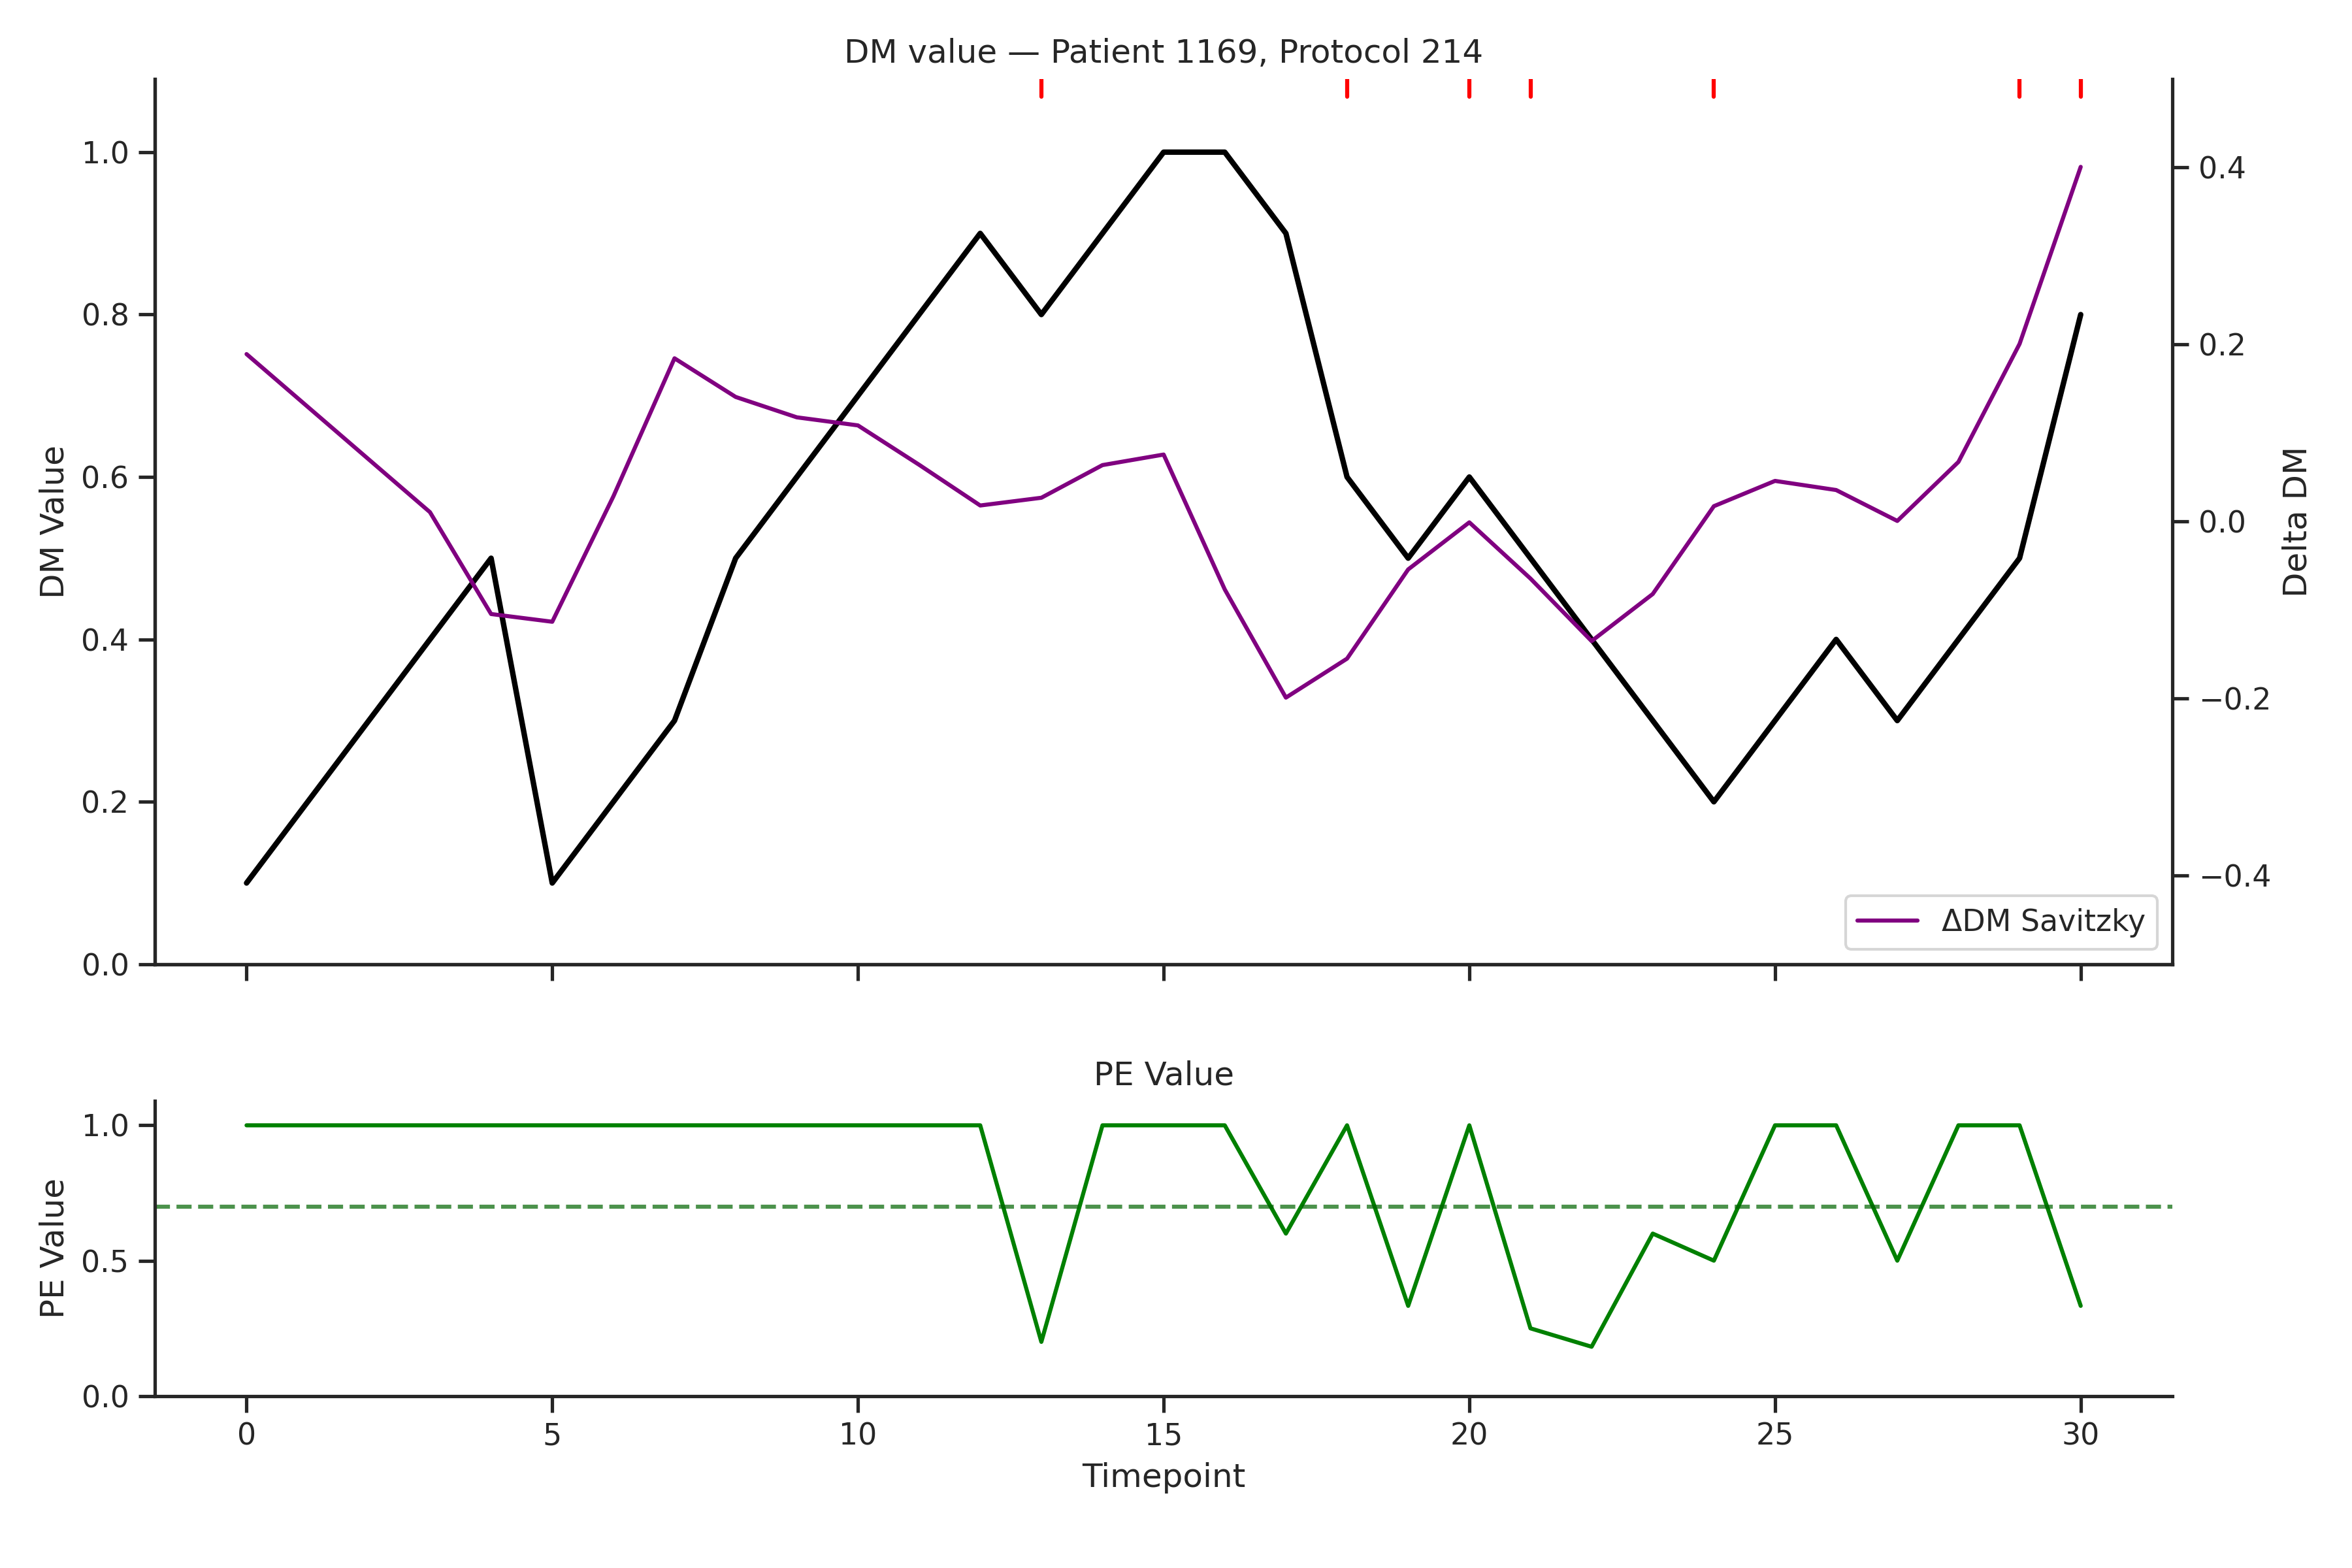 DM value — Patient 1169, Protocol 214
DM Value
1.0
0.8
0.6
0.4
0.2
0.0
Delta DM
0.4
0.2
0.0
−0.2
−0.4
ΔDM Savitzky
PE Value
PE Value
1.0
0.5
0.0
0 5 10 15 20 25 30
Timepoint